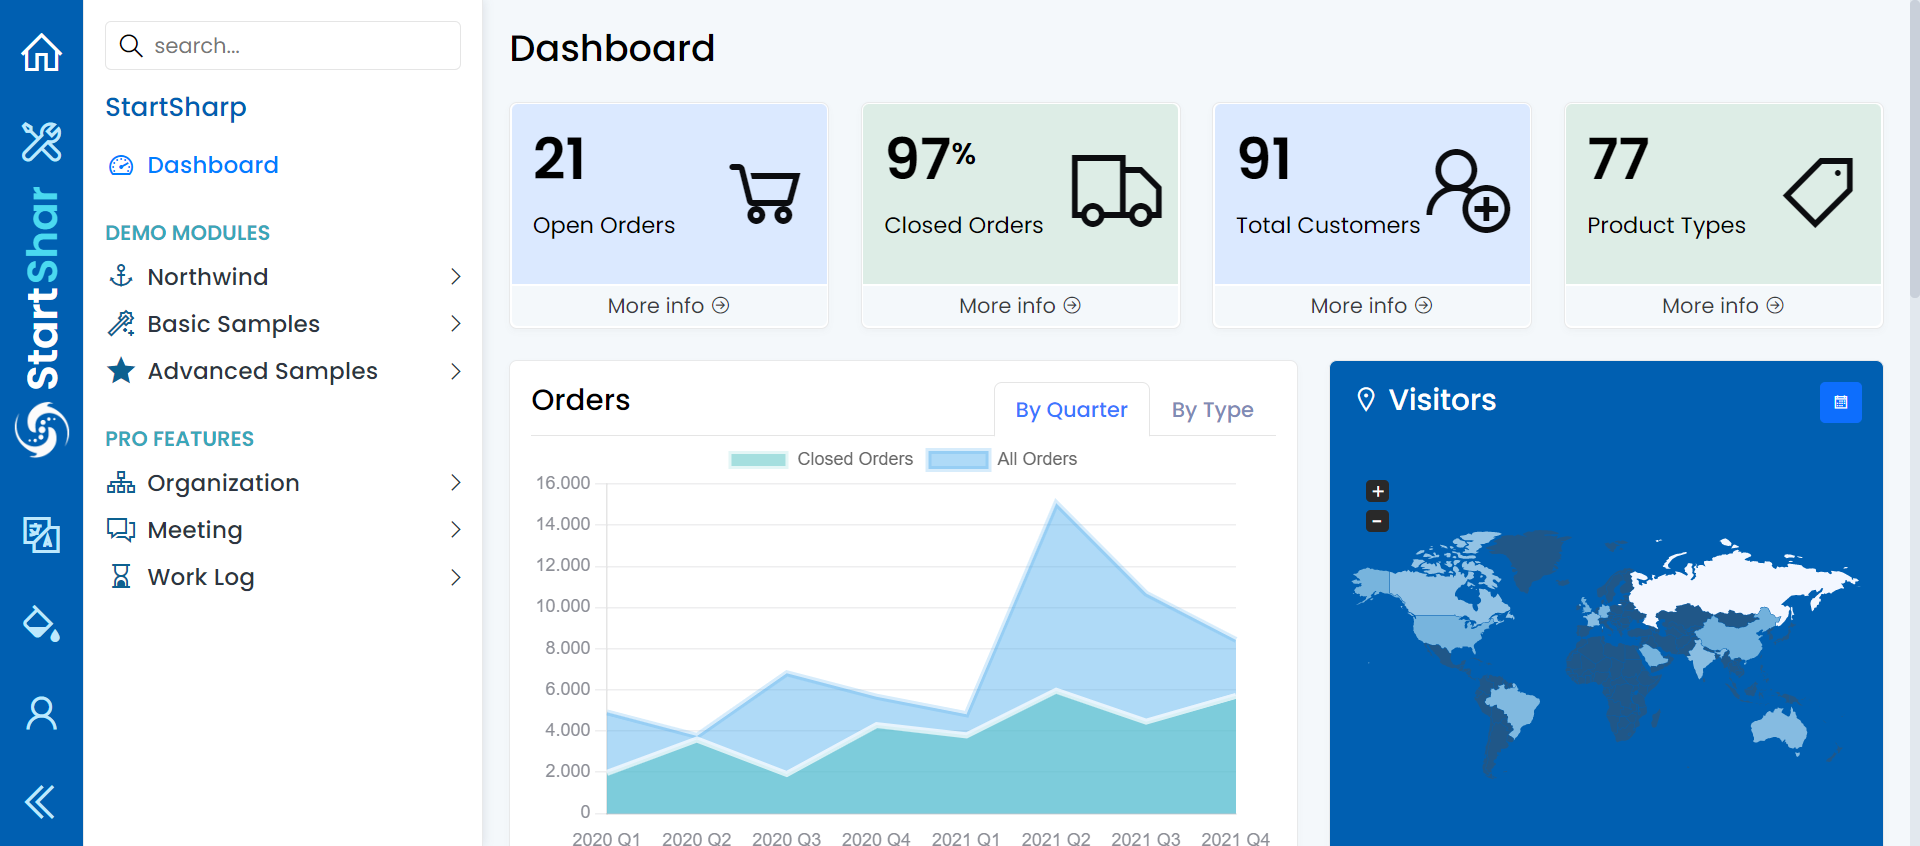 StartShar
search...
StartSharp
Dashboard
DEMO MODULES
Northwind
Basic Samples
Advanced Samples
PRO FEATURES
Organization
Meeting
Work Log
Dashboard
21
Open Orders
More info
97%
Closed Orders
More info
91
Total Customers
More info
77
Product Types
More info
Orders
By Quarter
By Type
Closed Orders
All Orders
16.000
14.000
12.000
10.000
8.000
6.000
4.000
2.000
0
2020 Q1 2020 Q2 2020 Q3 2020 Q4 2021 Q1 2021 Q2 2021 Q3 2021 Q4
Visitors
+
−